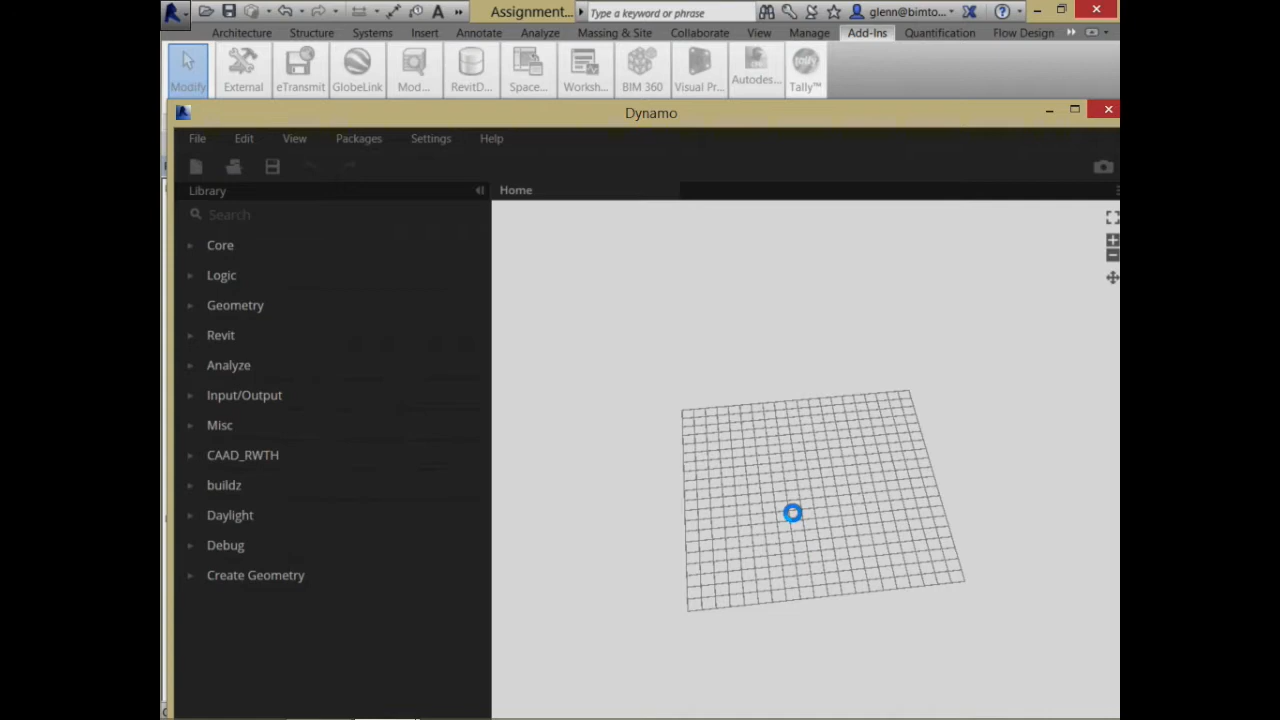 Assignment...
Type a keyword or phrase
glenn@bimto...
Architecture Structure Systems Insert Annotate Analyze Massing & Site Collaborate View Manage Add-Ins Quantification Flow Design
Modify External eTransmit GlobeLink Mod... RevitD... Space... Worksh... BIM 360 Visual Pr... Autodes... Tally™
tally
Dynamo
File Edit View Packages Settings Help
Library
Home
Search
Core
Logic
Geometry
Revit
Analyze
Input/Output
Misc
CAAD_RWTH
buildz
Daylight
Debug
Create Geometry